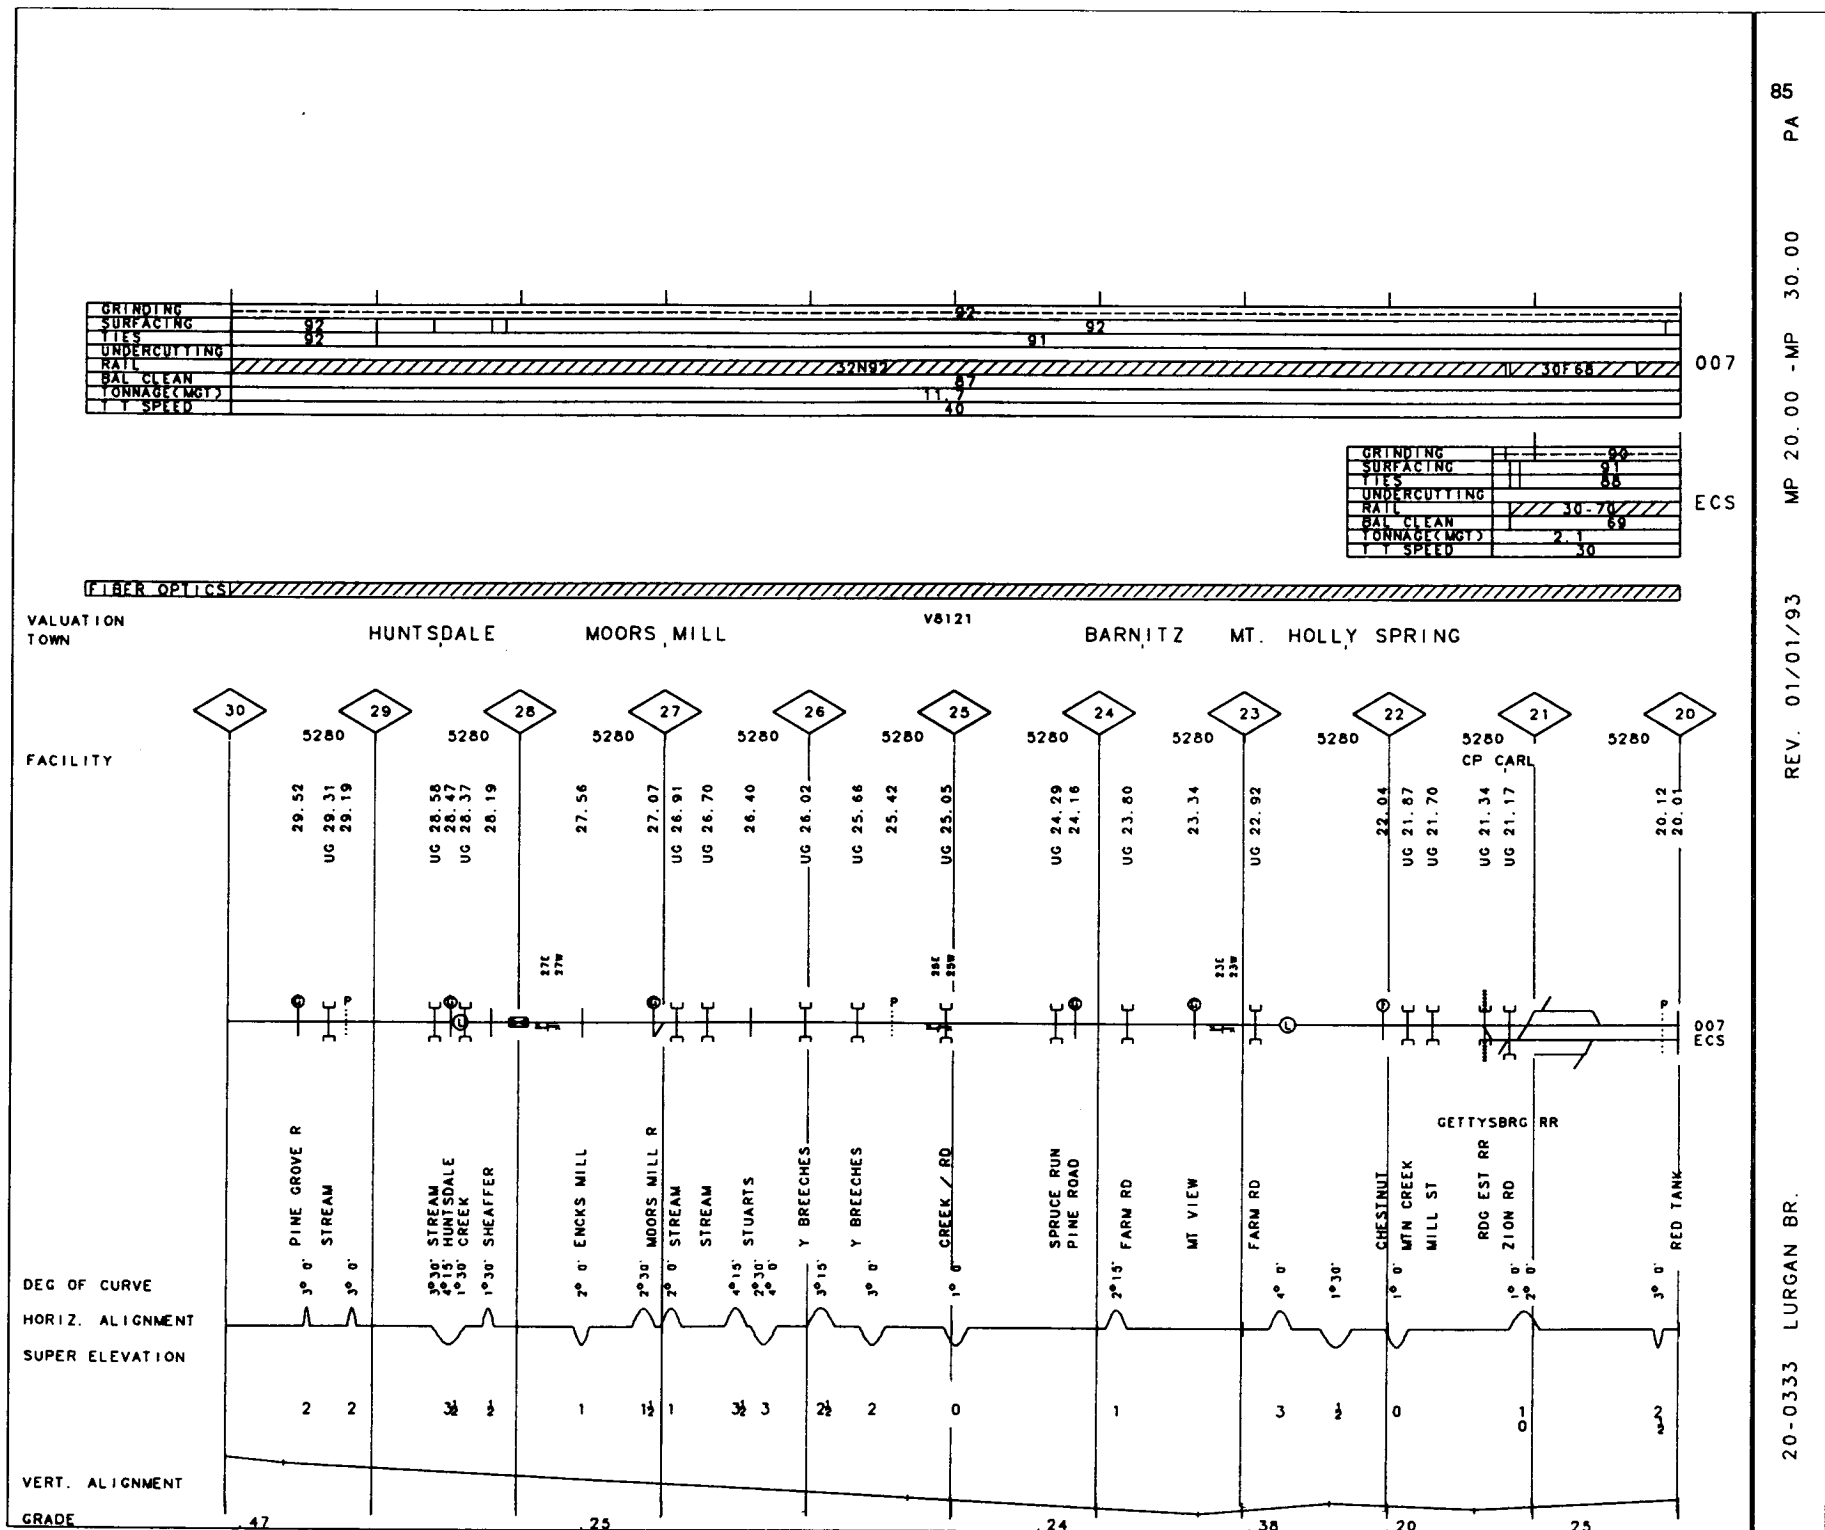 GRINDING 92
SURFACING 92 92
TIES 92 91
UNDERCUTTING
RAIL 32N92 30F68
BAL CLEAN 87
TONNAGE(MGT) 11.7
T T SPEED 40
007
GRINDING 90
SURFACING 91
TIES 88
UNDERCUTTING
RAIL 30-70
BAL CLEAN 69
TONNAGE(MGT) 2.1
T T SPEED 30
ECS
FIBER OPTICS
VALUATION V8121
TOWN HUNTSDALE MOORS MILL BARNITZ MT. HOLLY SPRING
30 29 28 27 26 25 24 23 22 21 20
5280 5280 5280 5280 5280 5280 5280 5280 5280 5280
FACILITY CP CARL
29.52
UG 29.31
29.19
UG 28.58
28.47
UG 28.37
28.19
27.56
27.07
UG 26.91
UG 26.70
26.40
UG 26.02
UG 25.66
25.42
UG 25.05
UG 24.29
24.16
UG 23.80
23.34
UG 22.92
22.04
UG 21.87
UG 21.70
UG 21.34
UG 21.17
20.12
20.01
27E
27W
25E
25W
23E
23W
G P G L G P G G L F P
007
ECS
GETTYSBRG RR
PINE GROVE R
STREAM
STREAM
HUNTSDALE
CREEK
SHEAFFER
ENCKS MILL
MOORS MILL R
STREAM
STREAM
STUARTS
Y BREECHES
Y BREECHES
CREEK / RD
SPRUCE RUN
PINE ROAD
FARM RD
MT VIEW
FARM RD
CHESTNUT
MTN CREEK
MILL ST
RDG EST RR
ZION RD
RED TANK
DEG OF CURVE
3° 0'
3° 0'
3°30'
4°15'
1°30'
1°30'
2° 0'
2°30'
2° 0'
4°15'
2°30'
4° 0'
3°15'
3° 0'
1° 0'
2°15'
4° 0'
1°30'
1° 0'
1° 0'
2° 0'
3° 0'
HORIZ. ALIGNMENT
SUPER ELEVATION
2 2 3½ ½ 1 1½ 1 3½ 3 2½ 2 0 1 3 ½ 0 1 2½
0
VERT. ALIGNMENT
GRADE .47 .25 .24 .38 .20 .25
20-0333 LURGAN BR. REV. 01/01/93 MP 20.00 -MP 30.00 PA 85